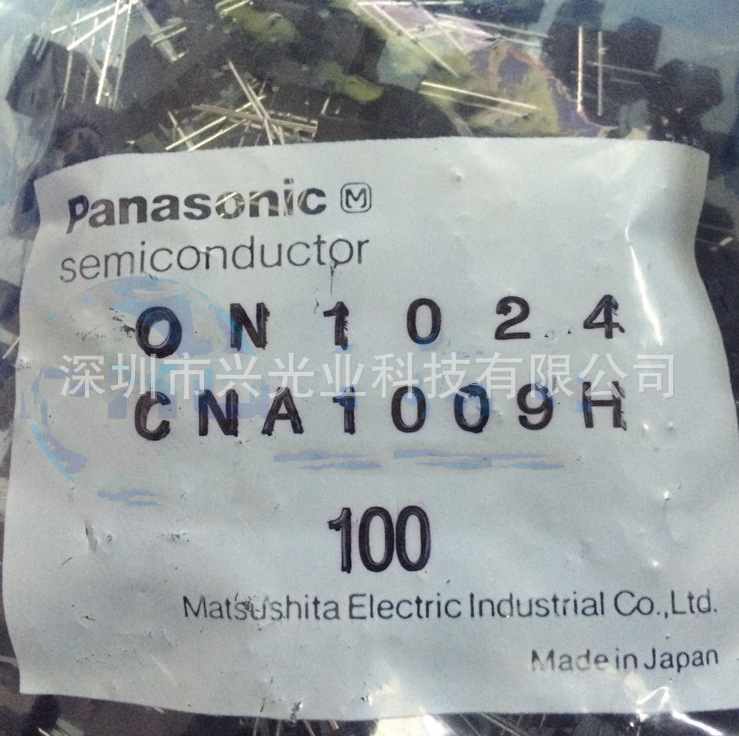 Panasonic M
semiconductor
ON1024
深圳市兴光业科技有限公司
CNA1009H
100
Matsushita Electric Industrial Co.,Ltd.
Made in Japan